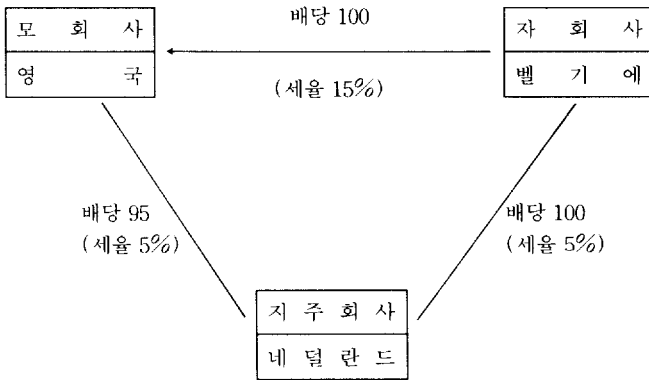 배당 100
모 회 사
자 회 사
영 국
벨 기 에
(세율 15%)
배당 95
(세율 5%)
배당 100
(세율 5%)
지 주 회 사
네 덜 란 드